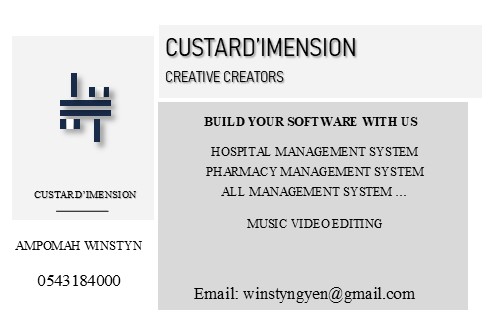 CUSTARD'IMENSION
CREATIVE CREATORS
CUSTARD'IMENSION
AMPOMAH WINSTYN
0543184000
BUILD YOUR SOFTWARE WITH US
HOSPITAL MANAGEMENT SYSTEM
PHARMACY MANAGEMENT SYSTEM
ALL MANAGEMENT SYSTEM ...
MUSIC VIDEO EDITING
Email: winstyngyen@gmail.com